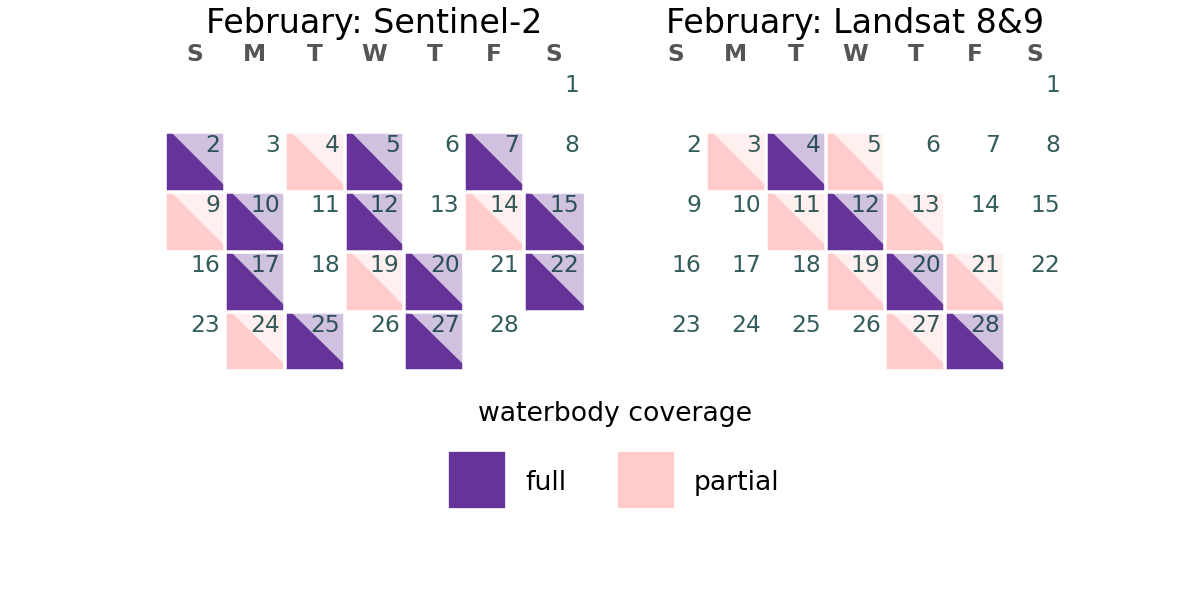 February: Sentinel-2
S M T W T F S
1
2 3 4 5 6 7 8
9 10 11 12 13 14 15
16 17 18 19 20 21 22
23 24 25 26 27 28
February: Landsat 8&9
S M T W T F S
1
2 3 4 5 6 7 8
9 10 11 12 13 14 15
16 17 18 19 20 21 22
23 24 25 26 27 28
waterbody coverage
full
partial